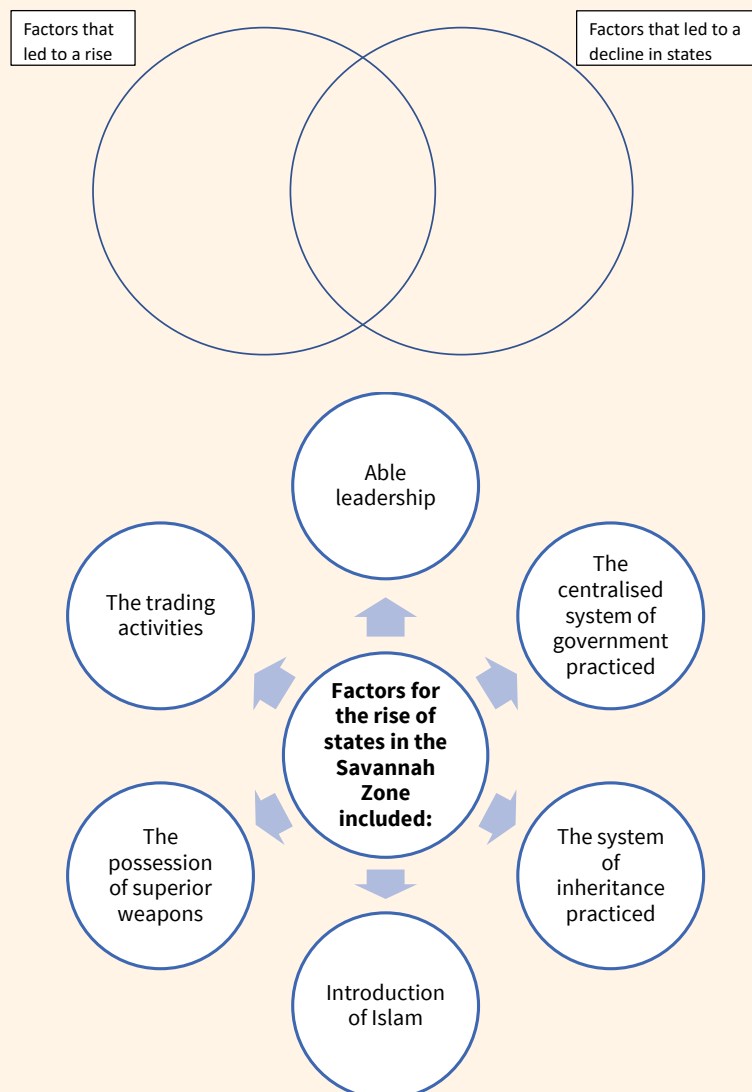 Factors that
led to a rise
Factors that led to a
decline in states
Able
leadership
The trading
activities
The
centralised
system of
government
practiced
Factors for
the rise of
states in the
Savannah
Zone
included:
The
possession
of superior
weapons
The system
of
inheritance
practiced
Introduction
of Islam